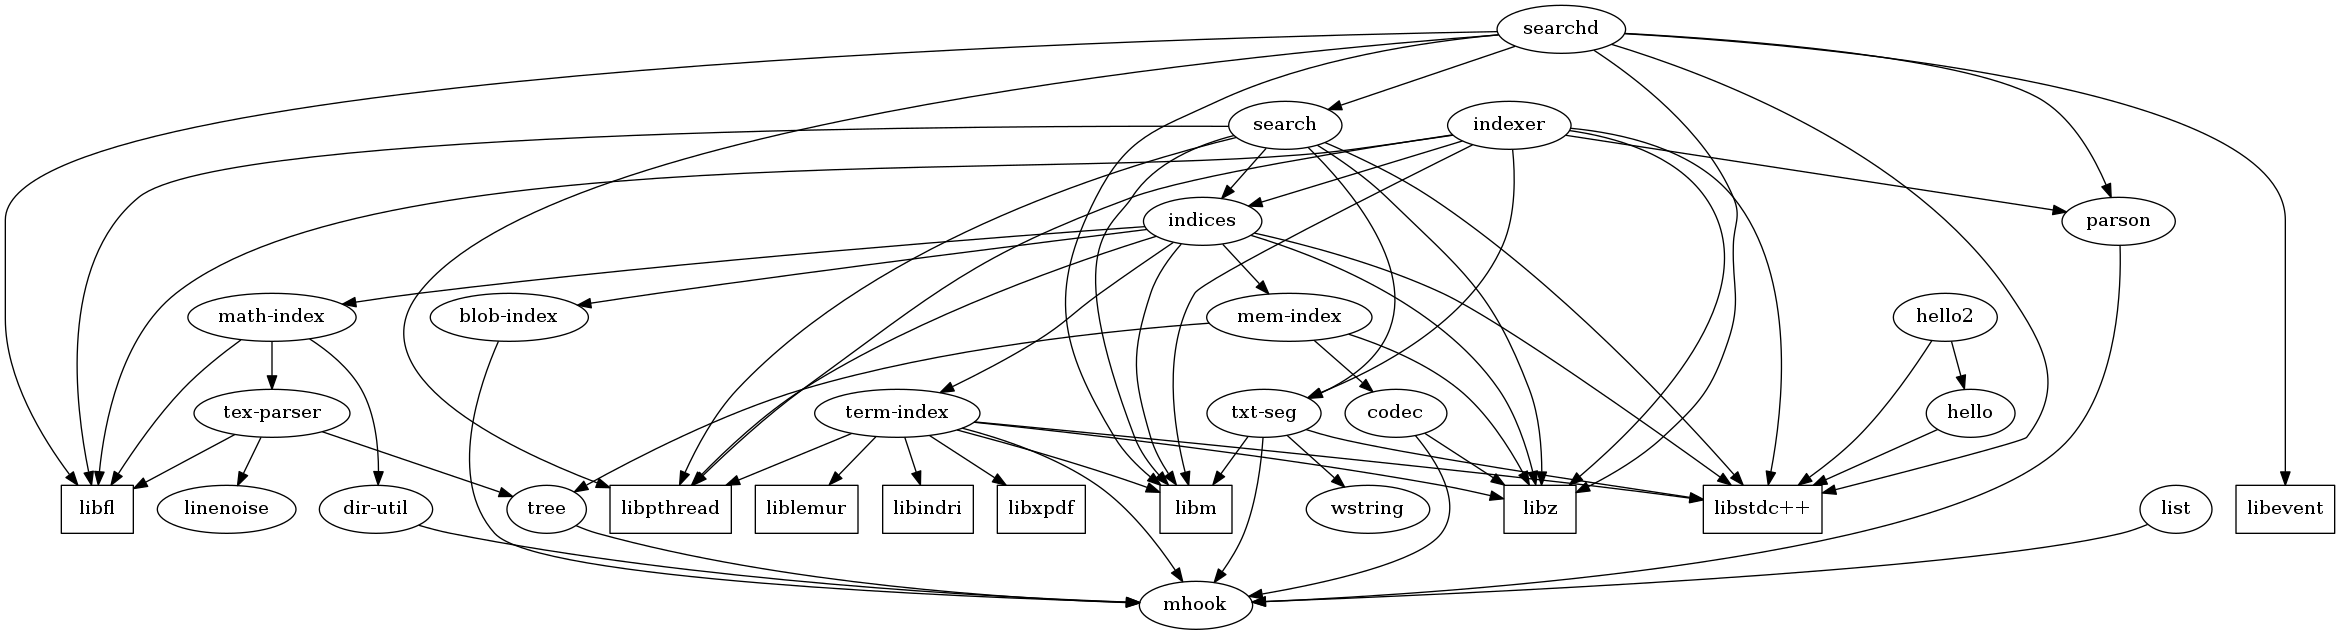 searchd
search
indexer
indices
parson
math-index
blob-index
mem-index
hello2
tex-parser
term-index
txt-seg
codec
hello
libfl
linenoise
dir-util
tree
libpthread
liblemur
libindri
libxpdf
libm
wstring
libz
libstdc++
list
libevent
mhook